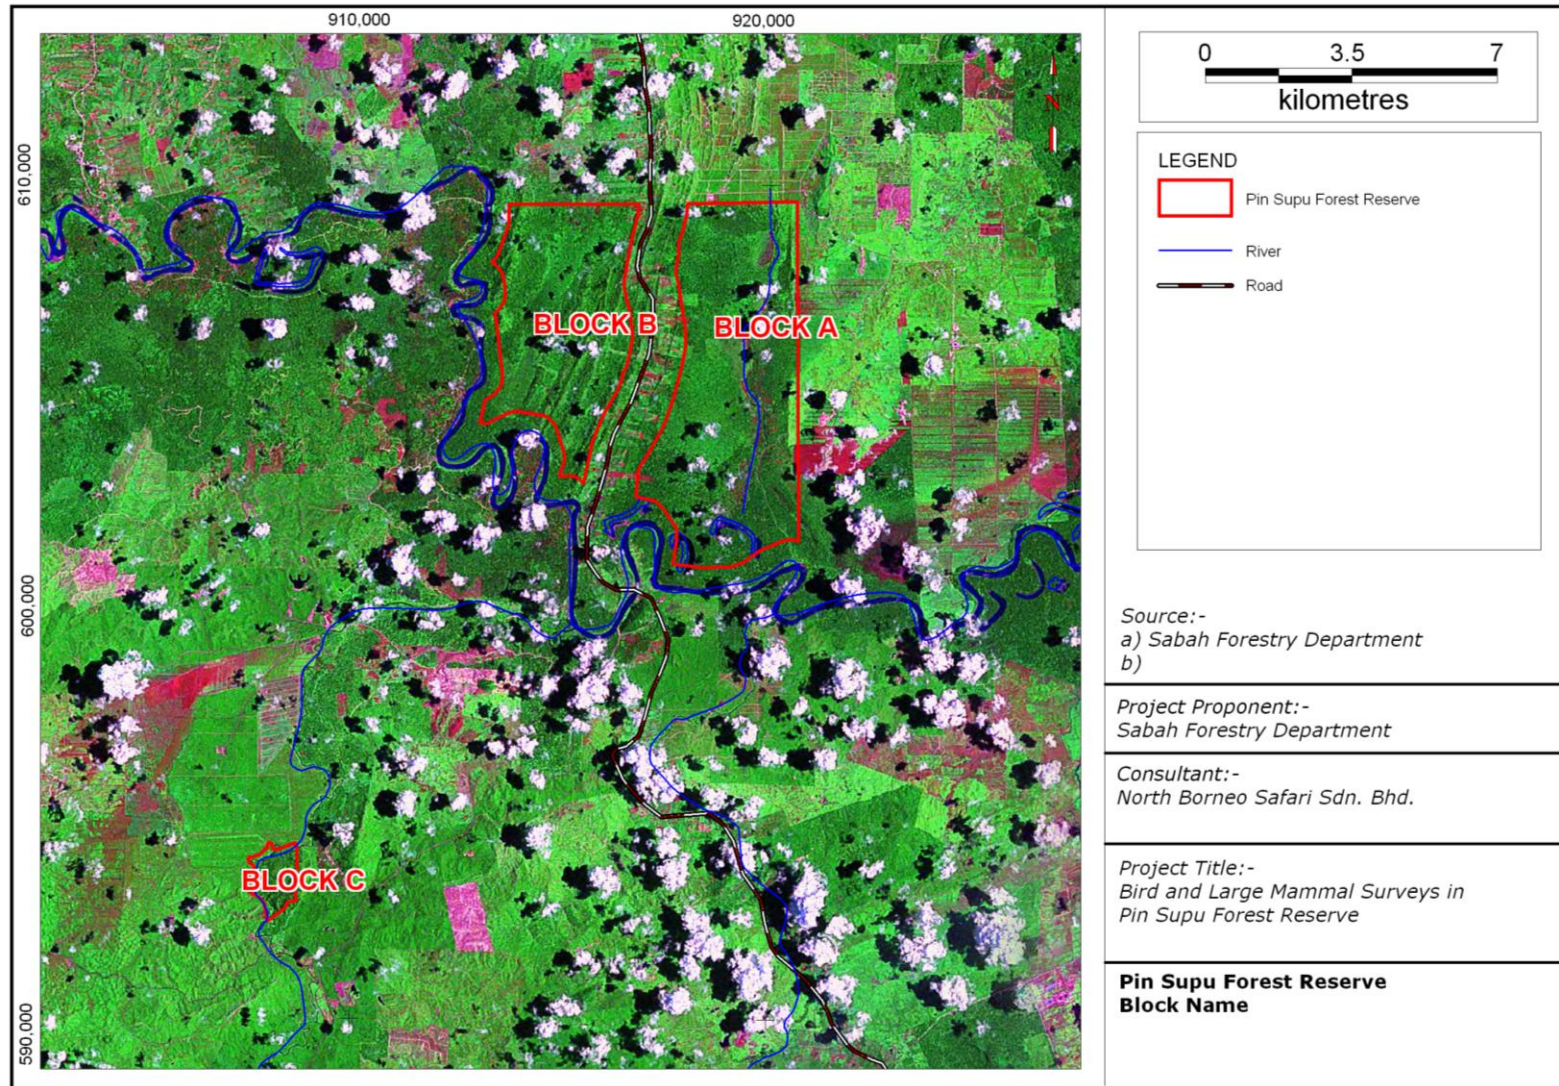 910,000
920,000
610,000
600,000
590,000
N
BLOCK B
BLOCK A
BLOCK C
0 3.5 7
kilometres
LEGEND
Pin Supu Forest Reserve
River
Road
Source:-
a) Sabah Forestry Department
b)
Project Proponent:-
Sabah Forestry Department
Consultant:-
North Borneo Safari Sdn. Bhd.
Project Title:-
Bird and Large Mammal Surveys in
Pin Supu Forest Reserve
Pin Supu Forest Reserve
Block Name